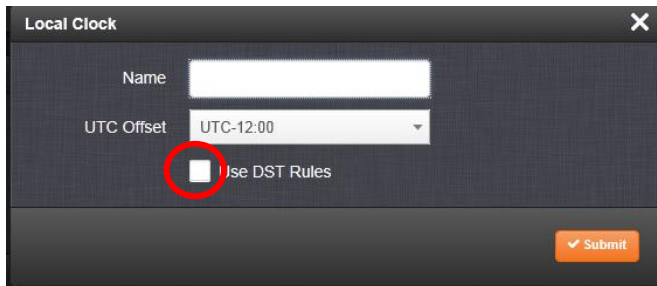 Local Clock
Name
UTC Offset UTC-12:00
Use DST Rules
Submit